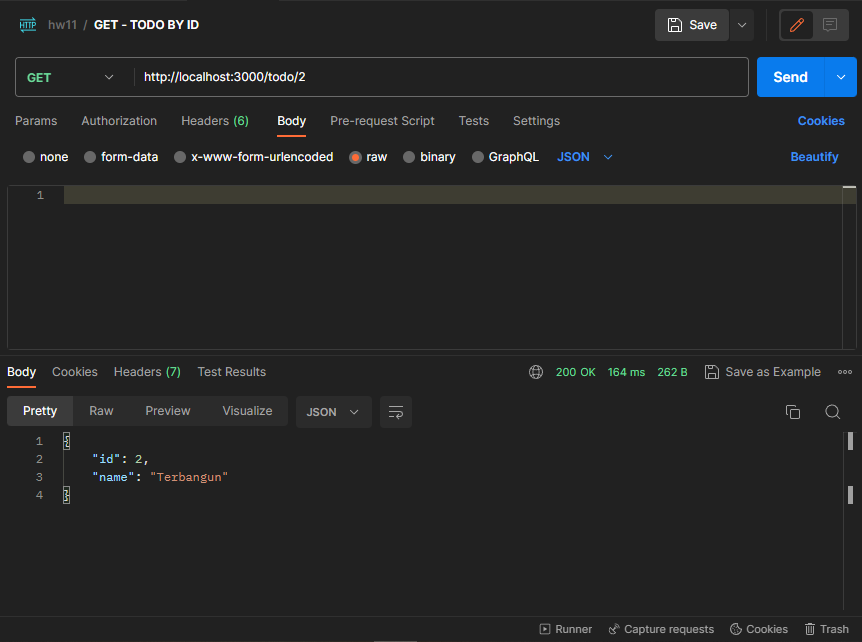 HTTP hw11 / GET - TODO BY ID Save
GET http://localhost:3000/todo/2 Send
Params Authorization Headers (6) Body Pre-request Script Tests Settings Cookies
none form-data x-www-form-urlencoded raw binary GraphQL JSON Beautify
1
Body Cookies Headers (7) Test Results 200 OK 164 ms 262 B Save as Example
Pretty Raw Preview Visualize JSON
1 {
2 "id": 2,
3 "name": "Terbangun"
4 }
Runner Capture requests Cookies Trash